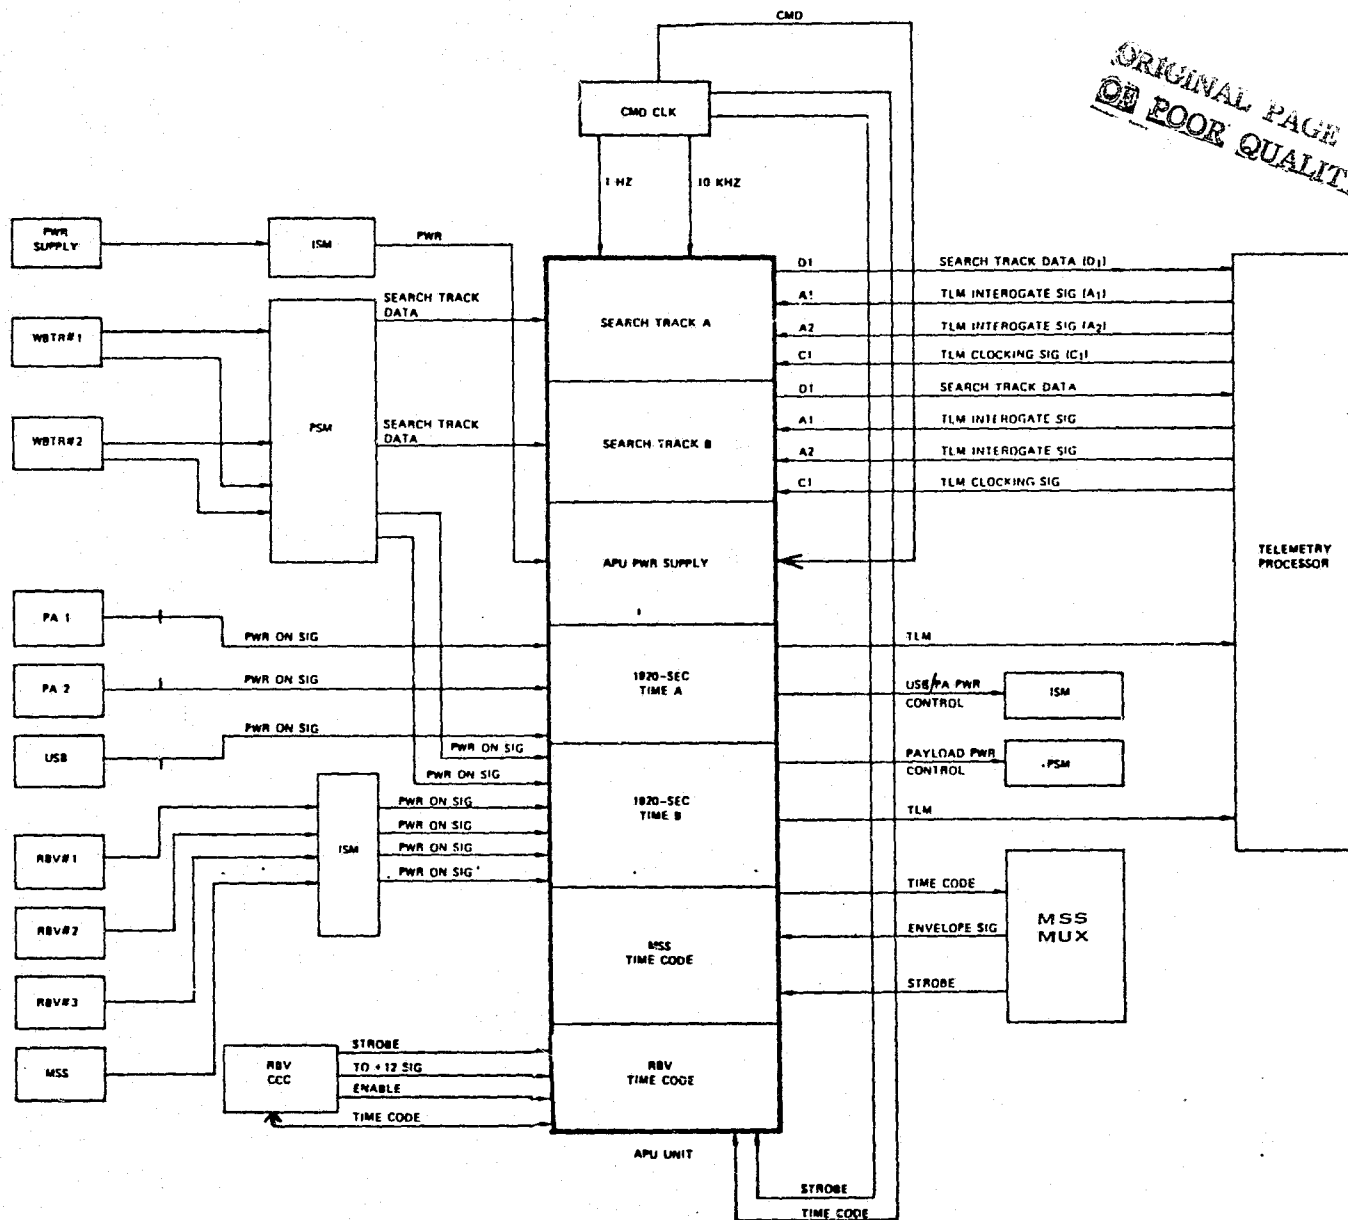 CMD
ORIGINAL PAGE
OF POOR QUALIT
CMD CLK
1 HZ
10 KHZ
PWR
SUPPLY
ISM
PWR
WBTR#1
WBTR#2
PSM
SEARCH TRACK
DATA
SEARCH TRACK
DATA
SEARCH TRACK A
SEARCH TRACK B
APU PWR SUPPLY
1820-SEC
TIME A
1820-SEC
TIME B
MSS
TIME CODE
RBV
TIME CODE
APU UNIT
D1
SEARCH TRACK DATA (D1)
A1
TLM INTEROGATE SIG (A1)
A2
TLM INTEROGATE SIG (A2)
C1
TLM CLOCKING SIG (C1)
D1
SEARCH TRACK DATA
A1
TLM INTEROGATE SIG
A2
TLM INTEROGATE SIG
C1
TLM CLOCKING SIG
TELEMETRY
PROCESSOR
PA 1
PWR ON SIG
PA 2
PWR ON SIG
USB
PWR ON SIG
PWR ON SIG
PWR ON SIG
RBV#1
RBV#2
RBV#3
MSS
ISM
PWR ON SIG
PWR ON SIG
PWR ON SIG
PWR ON SIG
TLM
USB/PA PWR
CONTROL
ISM
PAYLOAD PWR
CONTROL
PSM
TLM
TIME CODE
ENVELOPE SIG
STROBE
MSS
MUX
RBV
CCC
STROBE
TO +12 SIG
ENABLE
TIME CODE
STROBE
TIME CODE